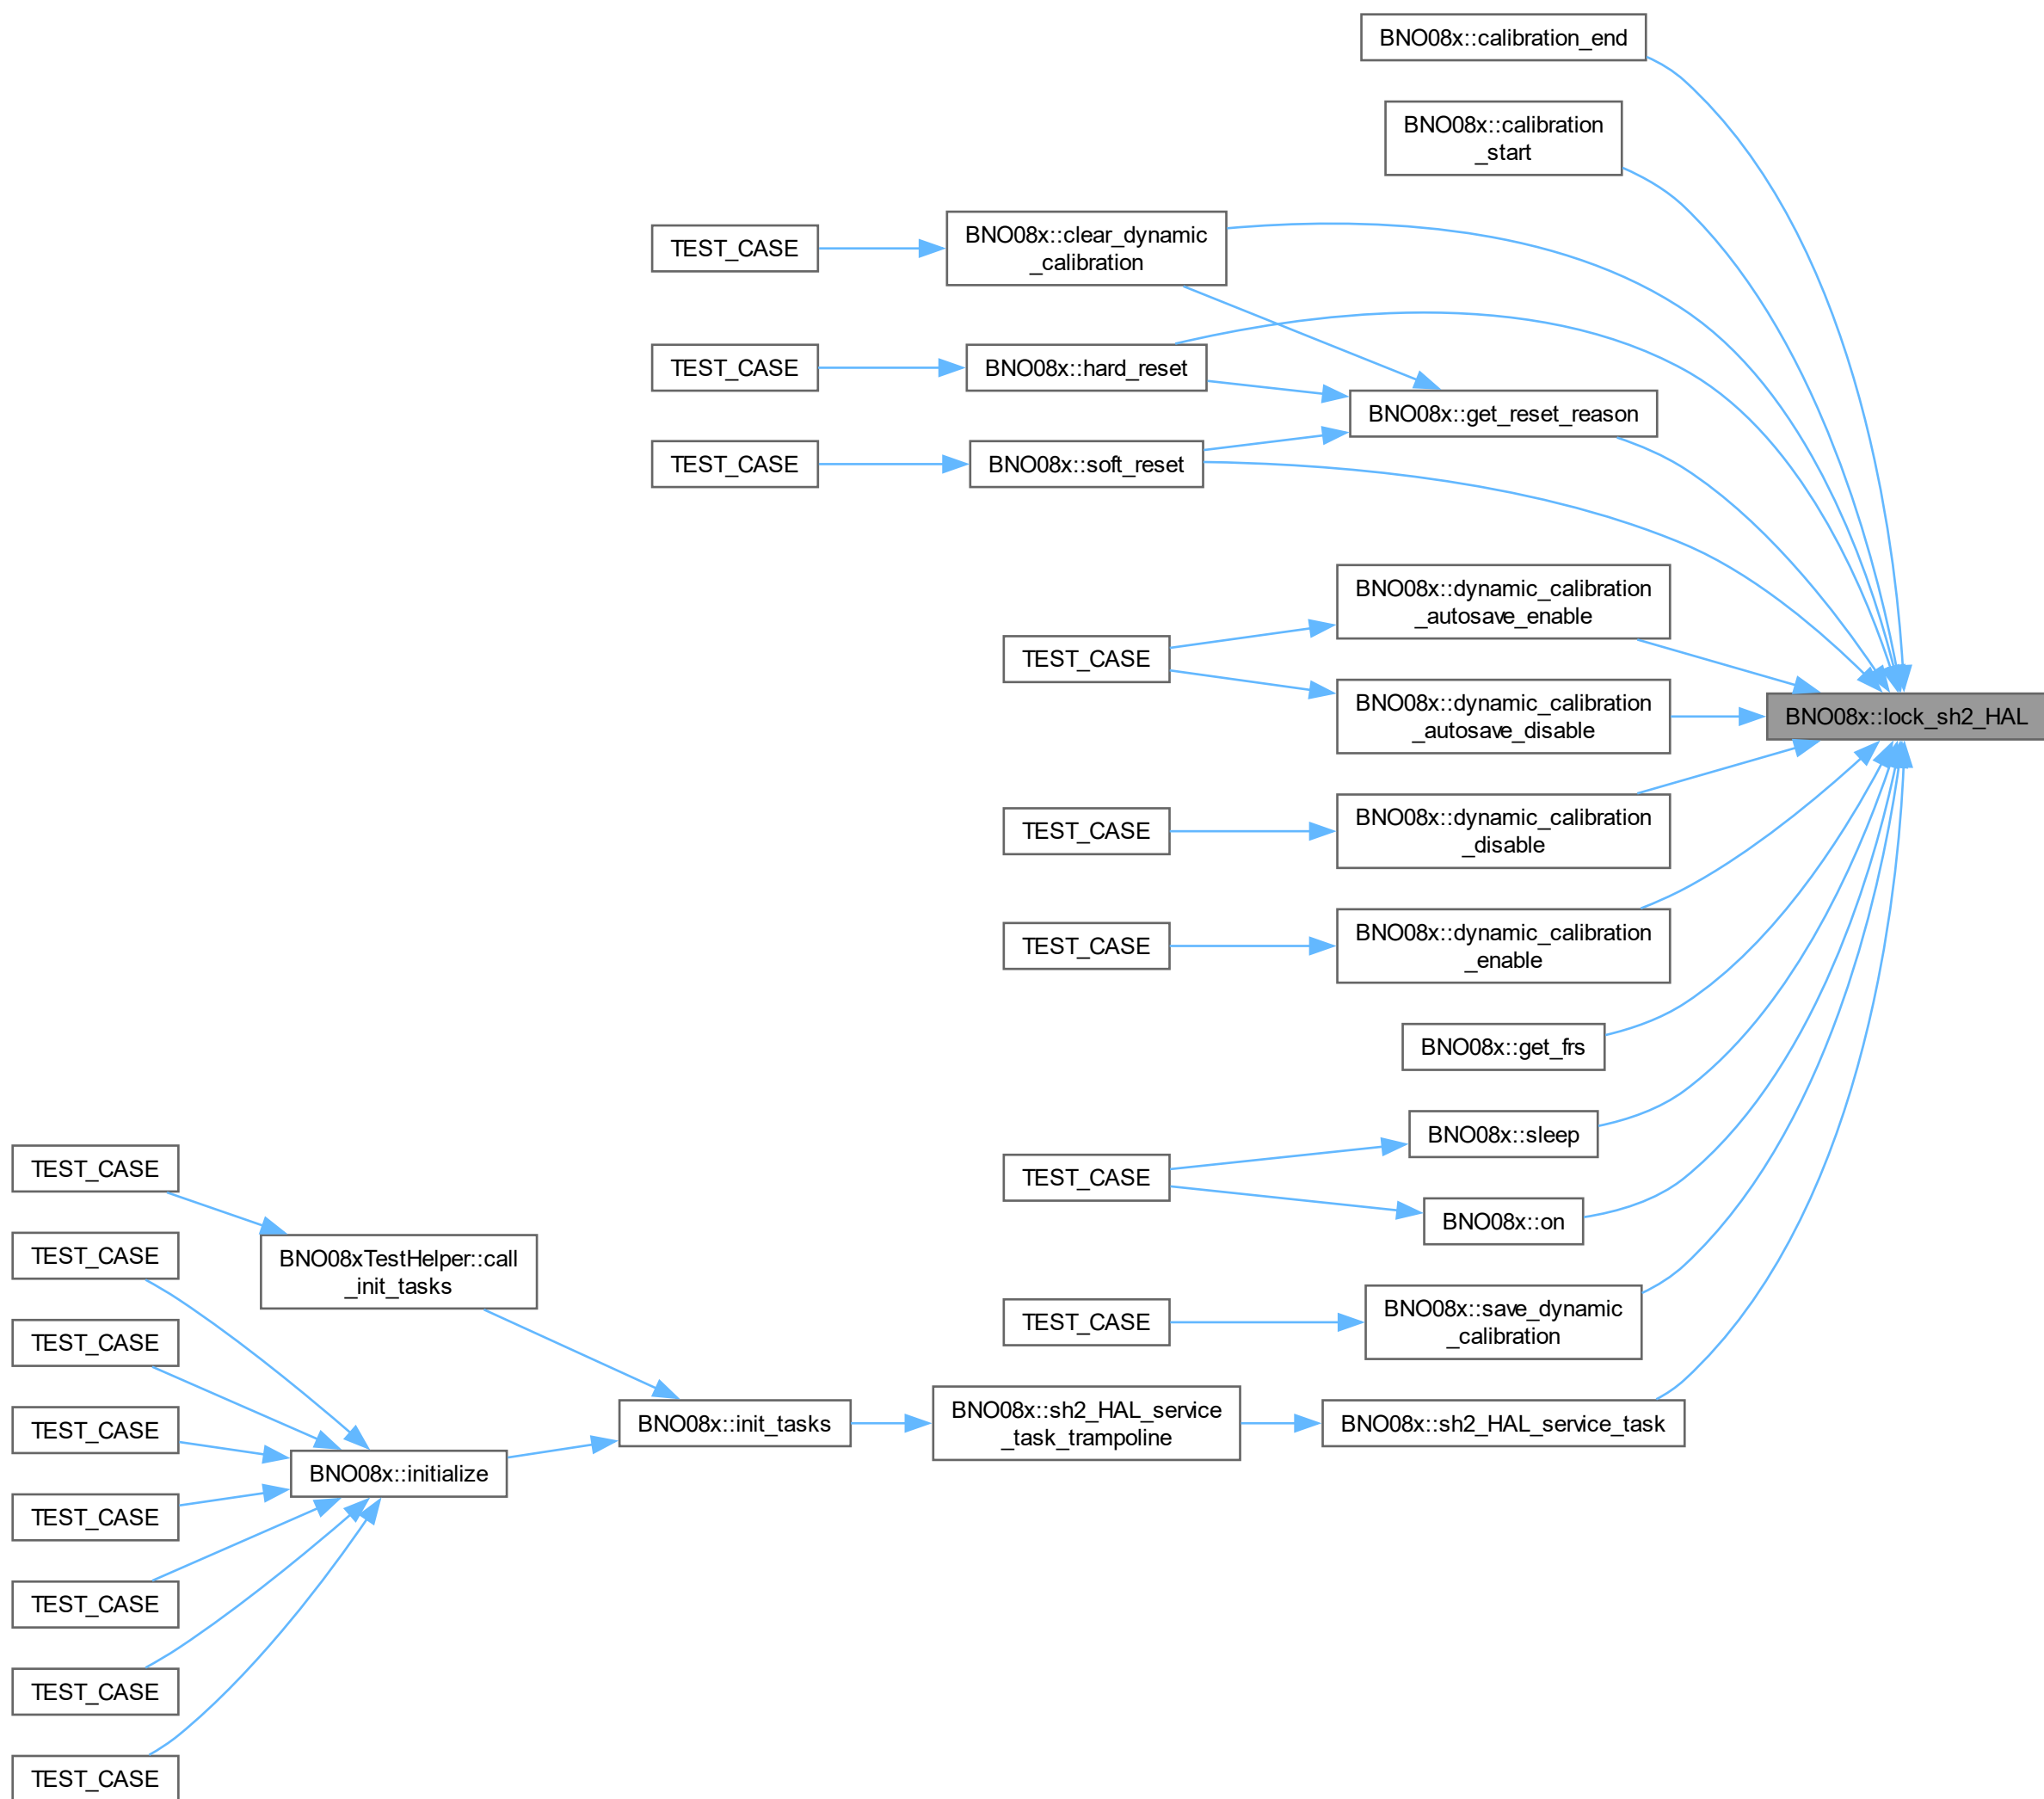 BNO08x::calibration_end
BNO08x::calibration
_start
BNO08x::clear_dynamic
_calibration
TEST_CASE
BNO08x::hard_reset
TEST_CASE
BNO08x::get_reset_reason
BNO08x::soft_reset
TEST_CASE
BNO08x::dynamic_calibration
_autosave_enable
TEST_CASE
BNO08x::dynamic_calibration
_autosave_disable
BNO08x::lock_sh2_HAL
BNO08x::dynamic_calibration
_disable
TEST_CASE
BNO08x::dynamic_calibration
_enable
TEST_CASE
BNO08x::get_frs
BNO08x::sleep
TEST_CASE
BNO08x::on
BNO08x::save_dynamic
_calibration
TEST_CASE
BNO08x::sh2_HAL_service_task
BNO08x::sh2_HAL_service
_task_trampoline
BNO08x::init_tasks
BNO08xTestHelper::call
_init_tasks
TEST_CASE
BNO08x::initialize
TEST_CASE
TEST_CASE
TEST_CASE
TEST_CASE
TEST_CASE
TEST_CASE
TEST_CASE